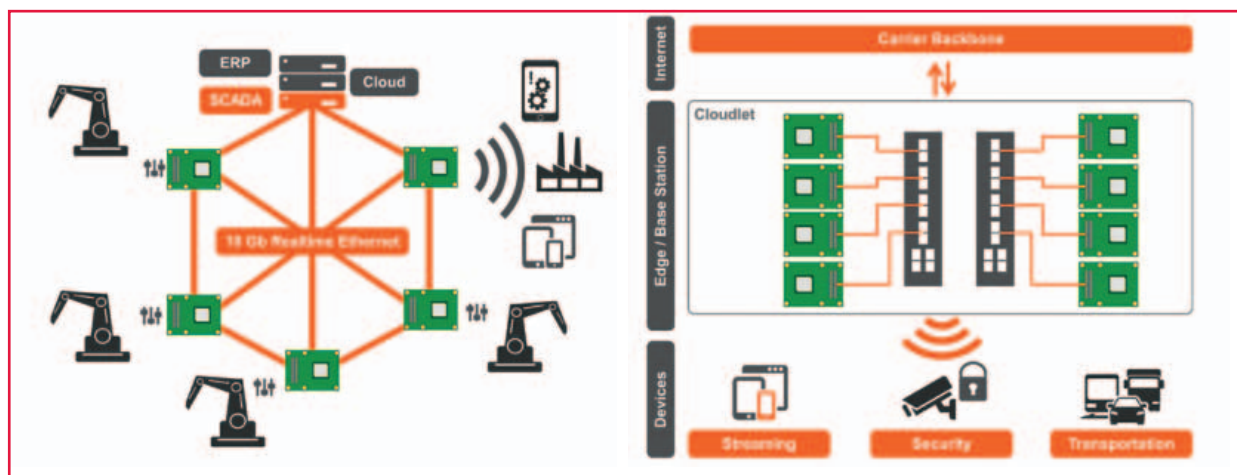 ERP
SCADA
Cloud
10 Gb Realtime Ethernet
Internet
Carrier Backbone
Edge / Base Station
Cloudlet
Devices
Streaming
Security
Transportation